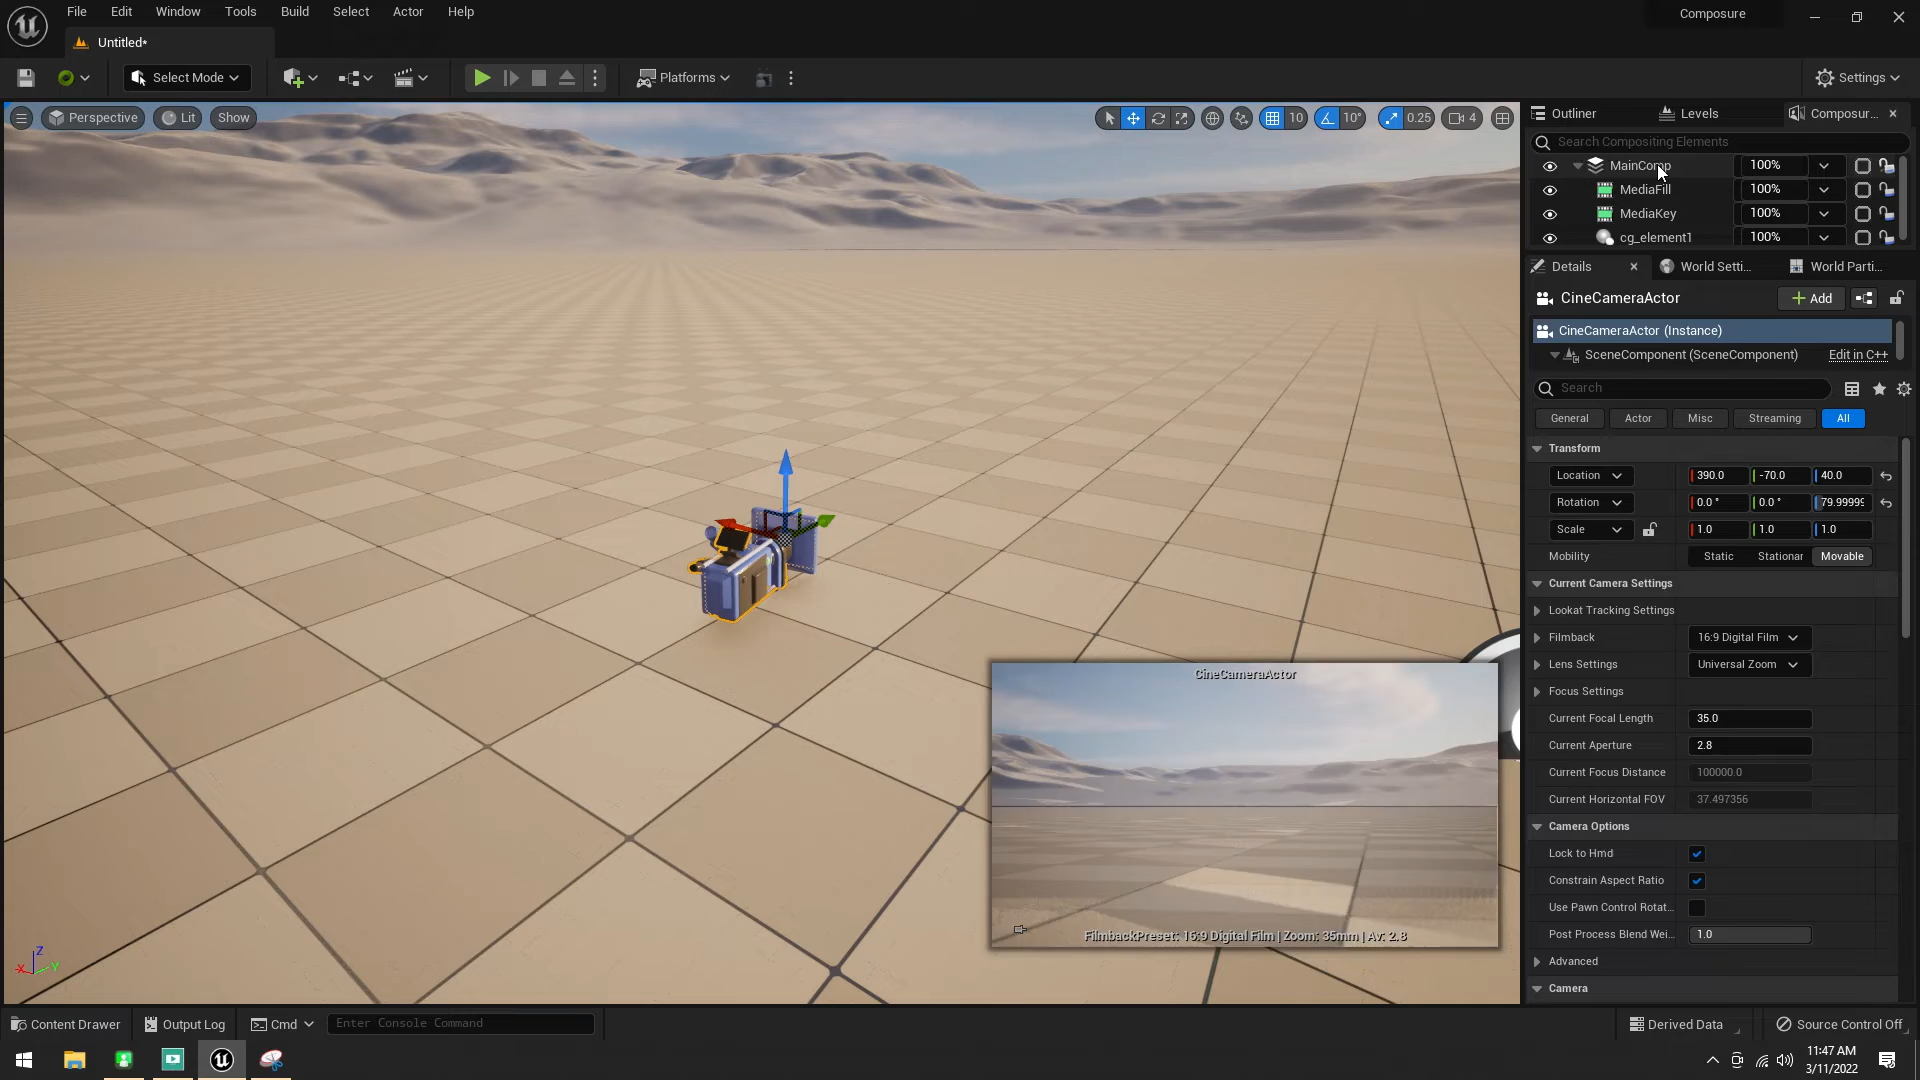 File Edit Window Tools Build Select Actor Help
Composure
Untitled*
Select Mode
Platforms
Settings
Perspective Lit Show
10 10° 0.25 4
Outliner Levels Composur...
Search Compositing Elements
MainComp 100%
MediaFill 100%
MediaKey 100%
cg_element1 100%
Details World Setti... World Parti...
CineCameraActor Add
CineCameraActor (Instance)
SceneComponent (SceneComponent) Edit in C++
Search
General Actor Misc Streaming All
Transform
Location 390.0 -70.0 40.0
Rotation 0.0 ° 0.0 ° 79.99999
Scale 1.0 1.0 1.0
Mobility Static Stationar Movable
Current Camera Settings
Lookat Tracking Settings
Filmback 16:9 Digital Film
Lens Settings Universal Zoom
Focus Settings
Current Focal Length 35.0
Current Aperture 2.8
Current Focus Distance 100000.0
Current Horizontal FOV 37.497356
Camera Options
Lock to Hmd
Constrain Aspect Ratio
Use Pawn Control Rotat...
Post Process Blend Wei... 1.0
Advanced
Camera
CineCameraActor
FilmbackPreset: 16:9 Digital Film | Zoom: 35mm | Av: 2.8
Z
X Y
Content Drawer Output Log Cmd Enter Console Command
Derived Data Source Control Off
11:47 AM
3/11/2022